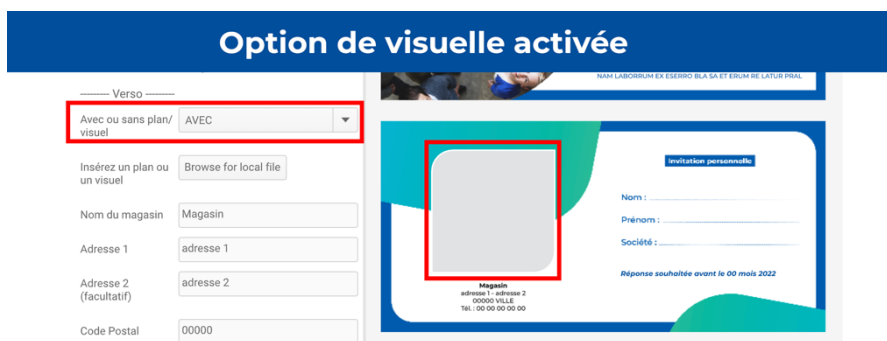 Option de visuelle activée
--------- Verso ---------
Avec ou sans plan/
visuel
AVEC
Insérez un plan ou
un visuel
Browse for local file
Nom du magasin
Magasin
Adresse 1
adresse 1
Adresse 2
(facultatif)
adresse 2
Code Postal
00000
NAM LABORRUM EX ESERRO BLA SA ET ERUM RE LATUR PRAL
Invitation personnelle
Nom :
Prénom :
Société :
Réponse souhaitée avant le 00 mois 2022
Magasin
adresse 1 - adresse 2
00000 VILLE
Tél. : 00 00 00 00 00